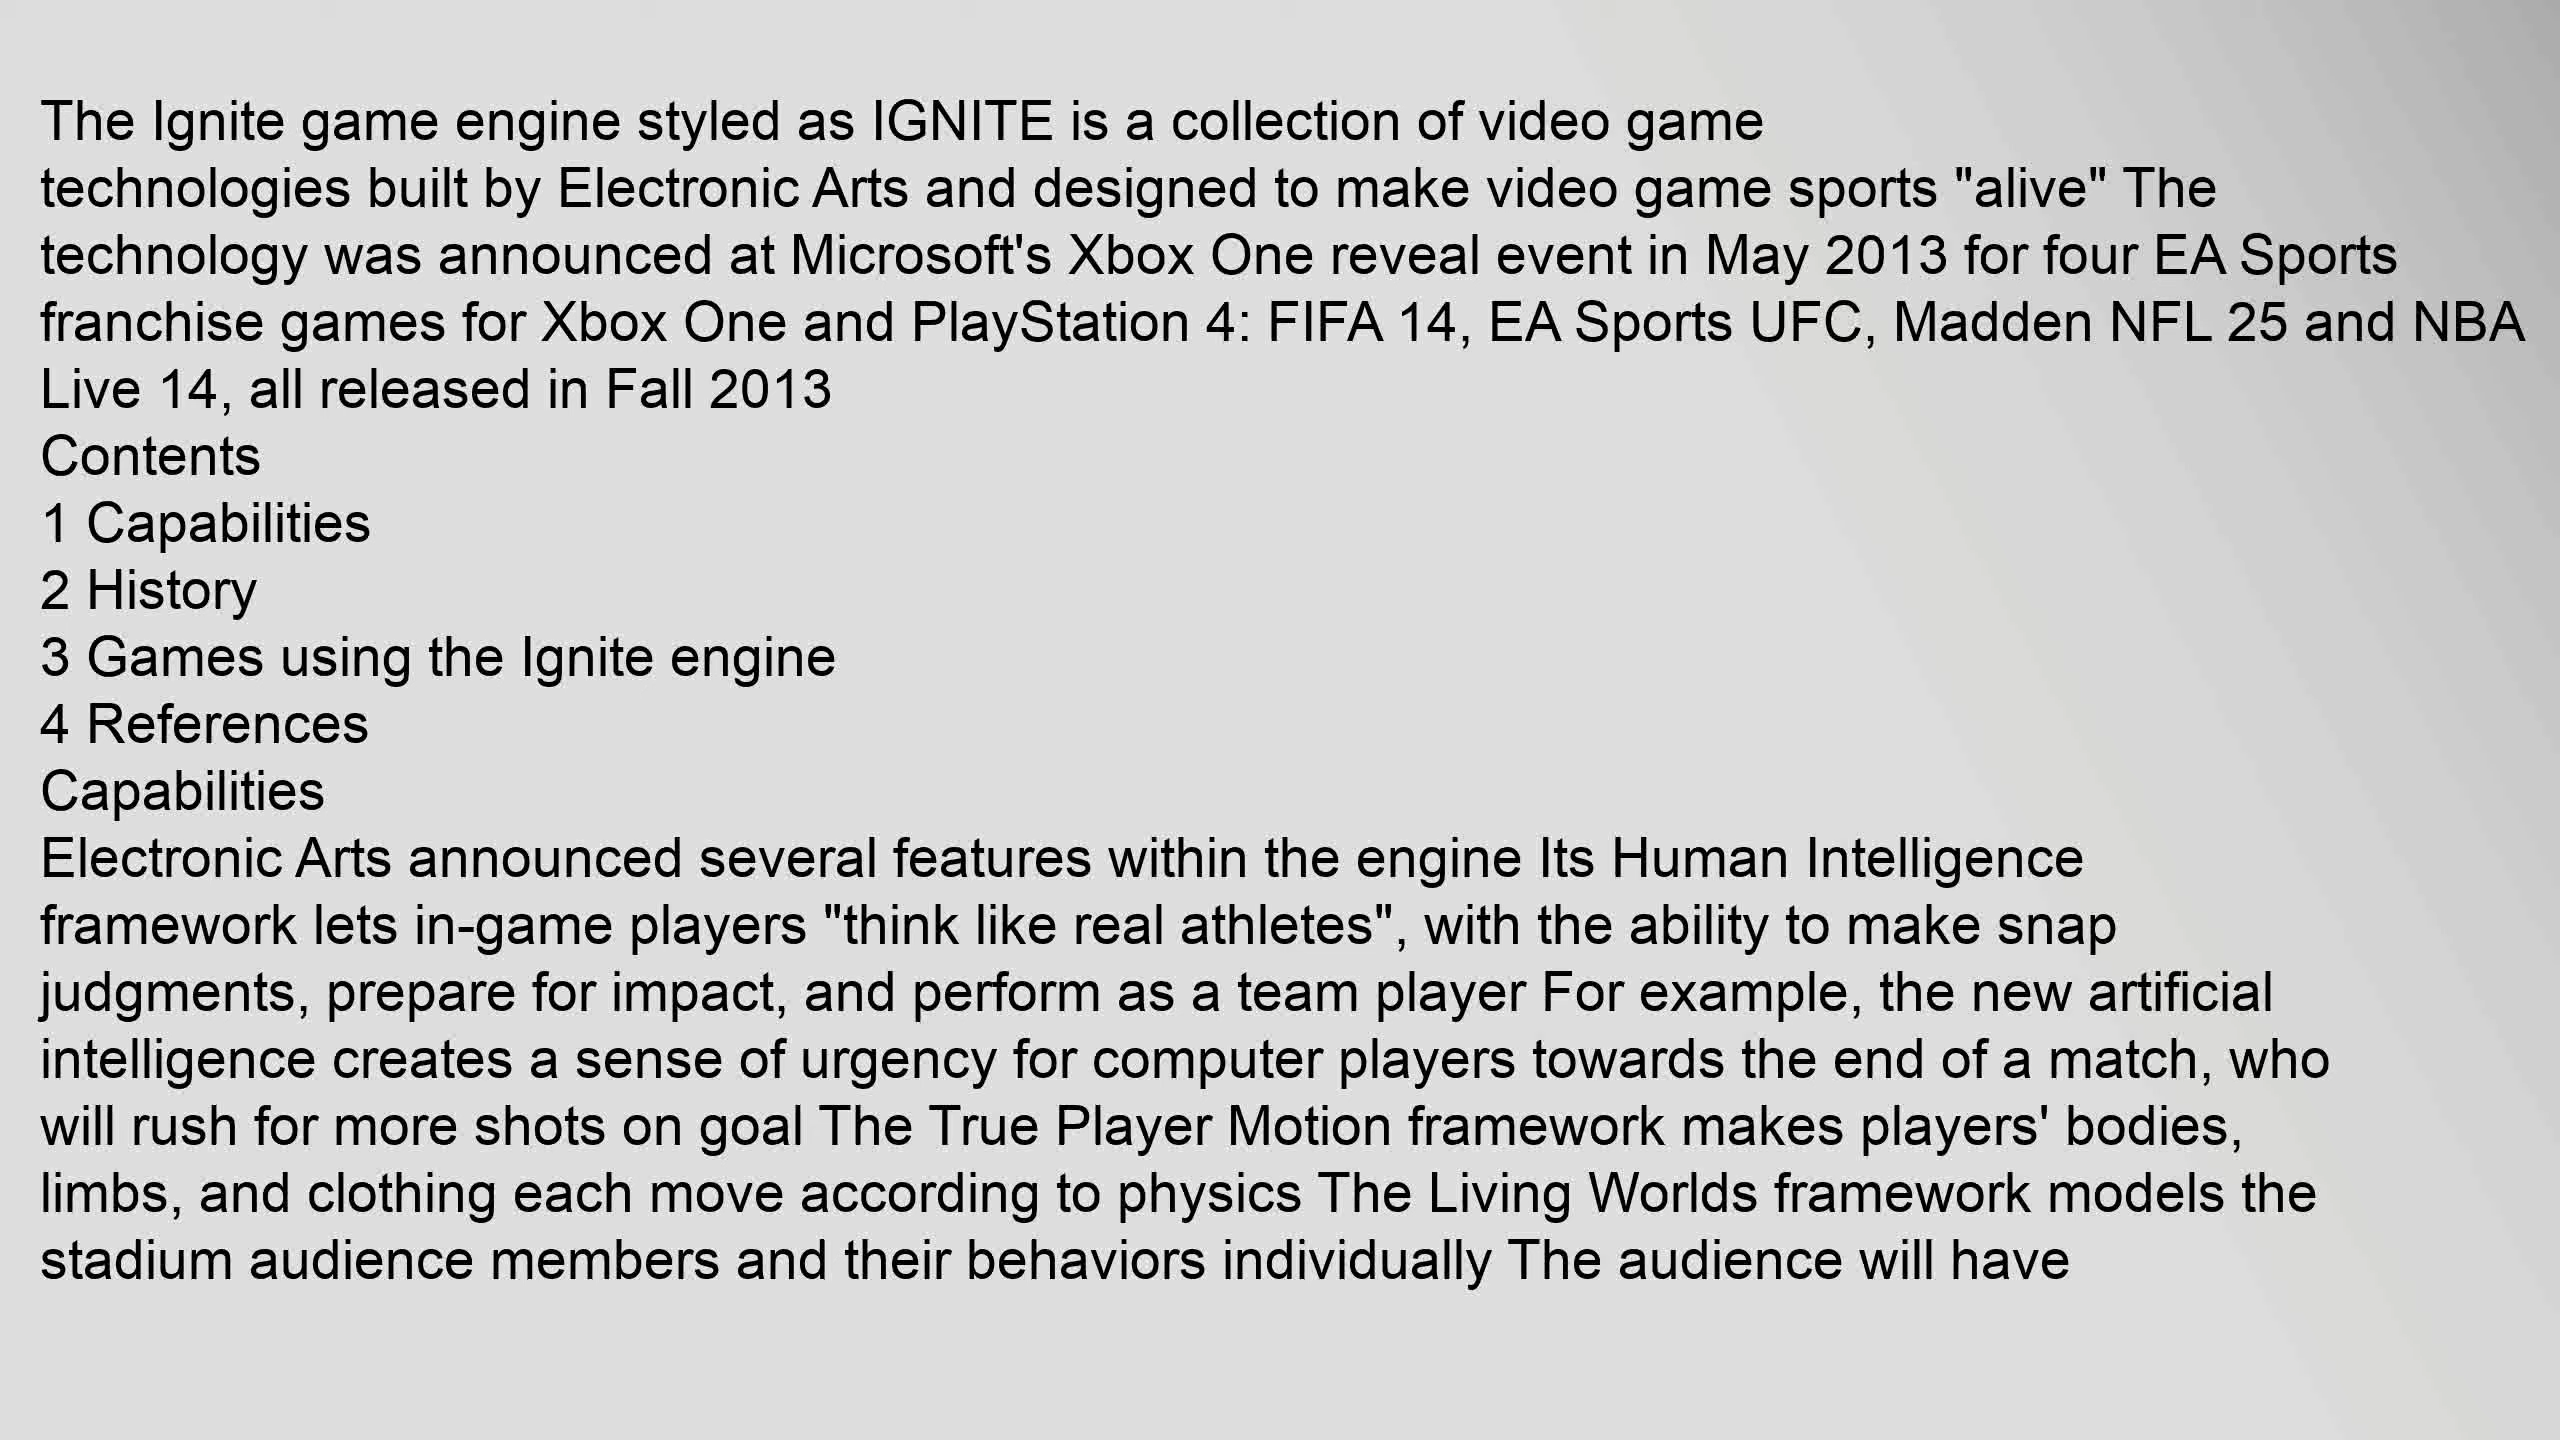 The Ignite game engine styled as IGNITE is a collection of video game
technologies built by Electronic Arts and designed to make video game sports "alive" The
technology was announced at Microsoft's Xbox One reveal event in May 2013 for four EA Sports
franchise games for Xbox One and PlayStation 4: FIFA 14, EA Sports UFC, Madden NFL 25 and NBA
Live 14, all released in Fall 2013
Contents
1 Capabilities
2 History
3 Games using the Ignite engine
4 References
Capabilities
Electronic Arts announced several features within the engine Its Human Intelligence
framework lets in-game players "think like real athletes", with the ability to make snap
judgments, prepare for impact, and perform as a team player For example, the new artificial
intelligence creates a sense of urgency for computer players towards the end of a match, who
will rush for more shots on goal The True Player Motion framework makes players' bodies,
limbs, and clothing each move according to physics The Living Worlds framework models the
stadium audience members and their behaviors individually The audience will have